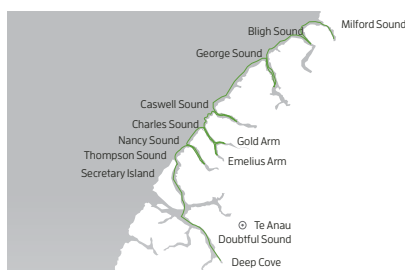 Milford Sound
Bligh Sound
George Sound
Caswell Sound
Charles Sound
Nancy Sound
Gold Arm
Thompson Sound
Emelius Arm
Secretary Island
Te Anau
Doubtful Sound
Deep Cove